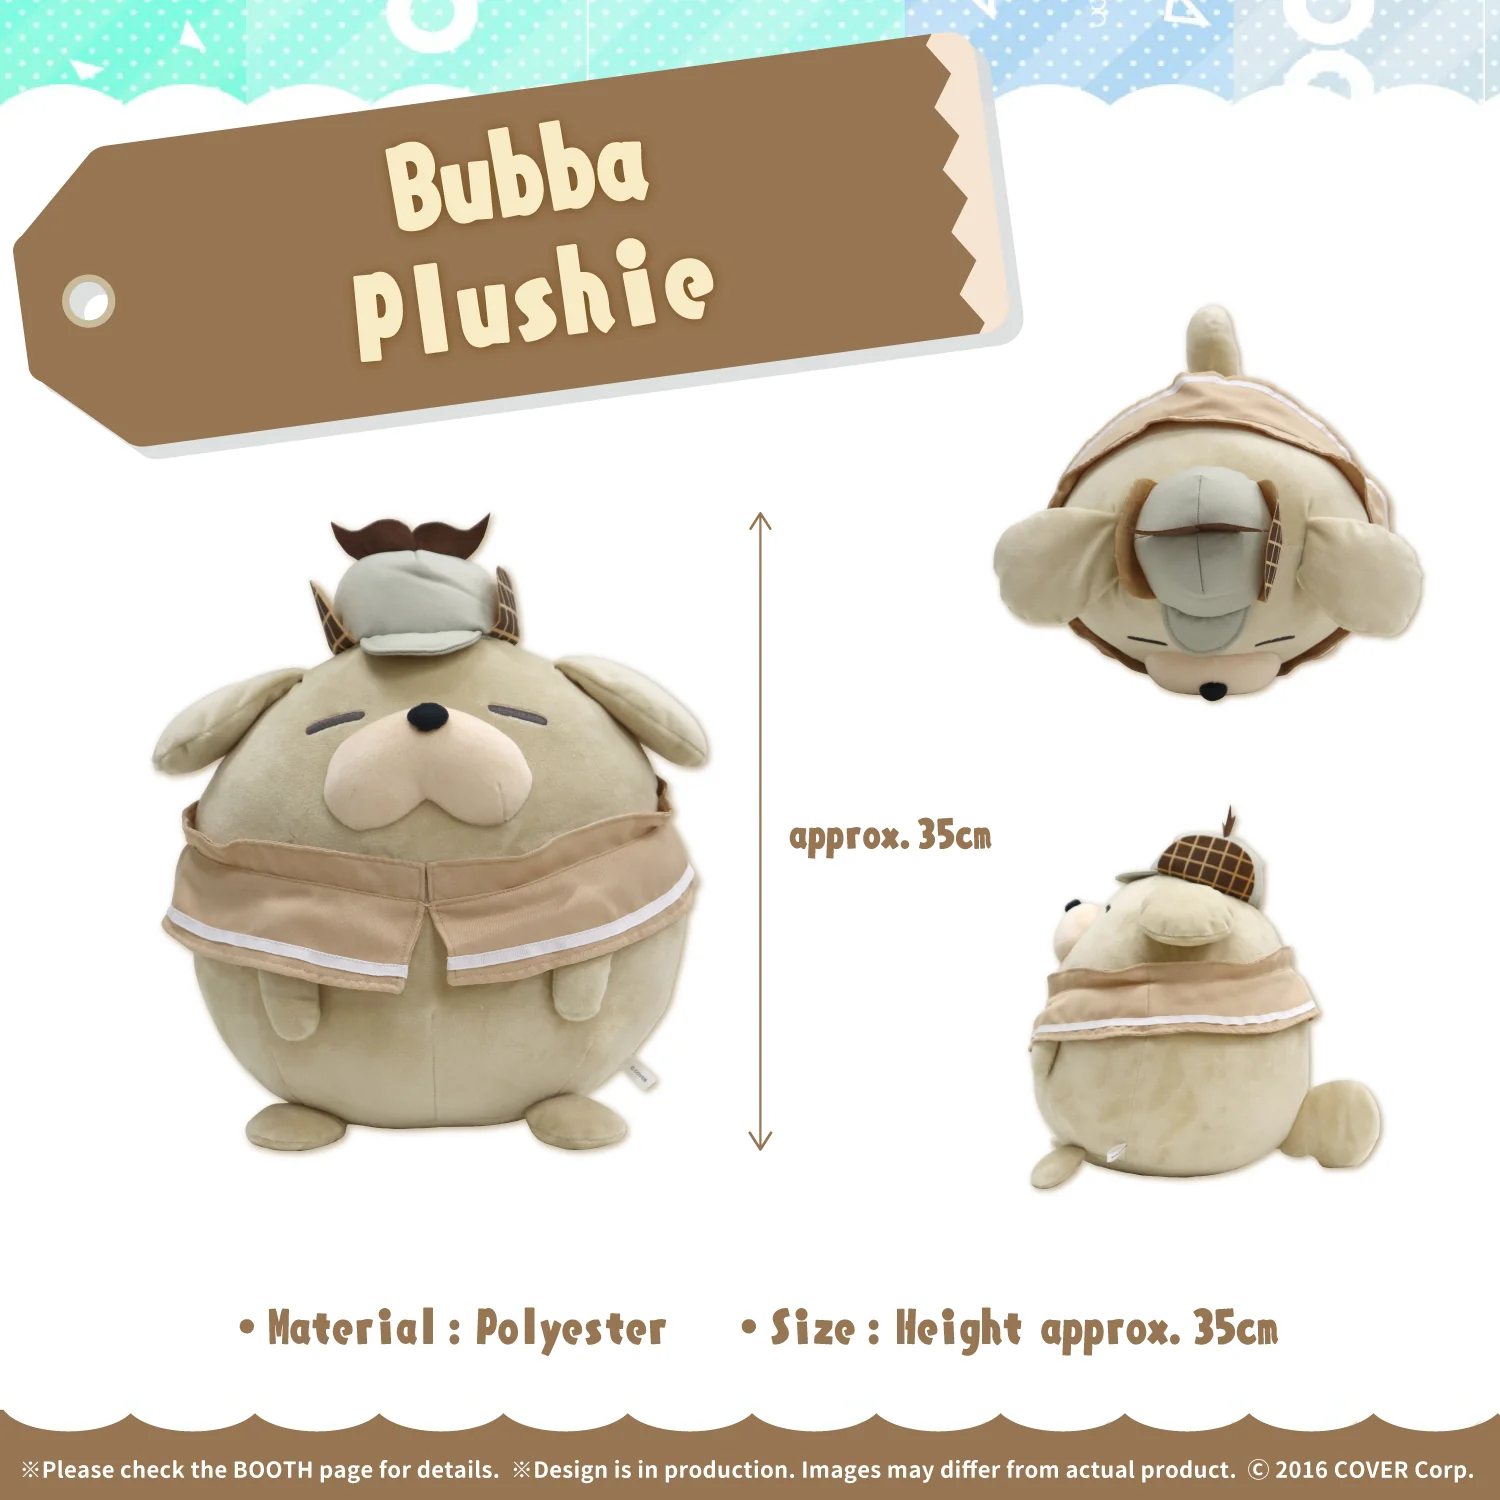 Bubba
Plushie
approx. 35cm
• Material : Polyester • Size : Height approx. 35cm
※Please check the BOOTH page for details. ※Design is in production. Images may differ from actual product. © 2016 COVER Corp.